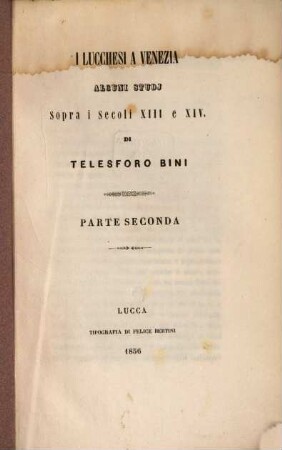 I LUCCHESI A VENEZIA
ALCUNI STUDJ
Sopra i Secoli XIII e XIV.
DI
TELESFORO BINI
PARTE SECONDA
LUCCA
TIPOGRAFIA DI FELICE BERTINI
1856